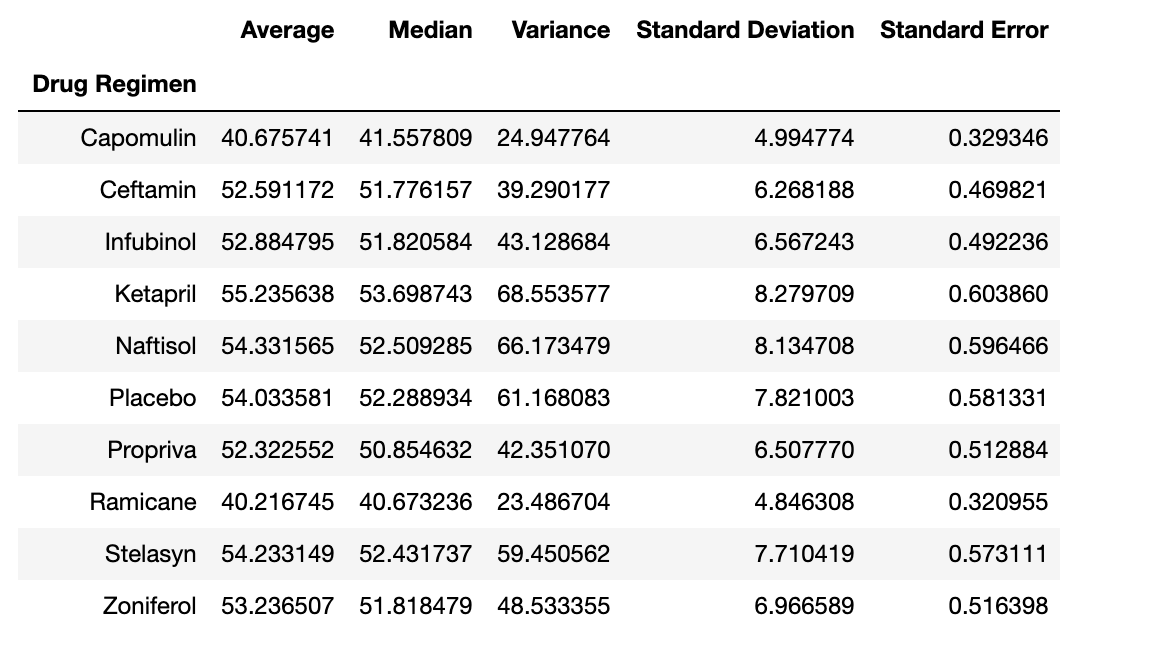 Average Median Variance Standard Deviation Standard Error
Drug Regimen
Capomulin 40.675741 41.557809 24.947764 4.994774 0.329346
Ceftamin 52.591172 51.776157 39.290177 6.268188 0.469821
Infubinol 52.884795 51.820584 43.128684 6.567243 0.492236
Ketapril 55.235638 53.698743 68.553577 8.279709 0.603860
Naftisol 54.331565 52.509285 66.173479 8.134708 0.596466
Placebo 54.033581 52.288934 61.168083 7.821003 0.581331
Propriva 52.322552 50.854632 42.351070 6.507770 0.512884
Ramicane 40.216745 40.673236 23.486704 4.846308 0.320955
Stelasyn 54.233149 52.431737 59.450562 7.710419 0.573111
Zoniferol 53.236507 51.818479 48.533355 6.966589 0.516398